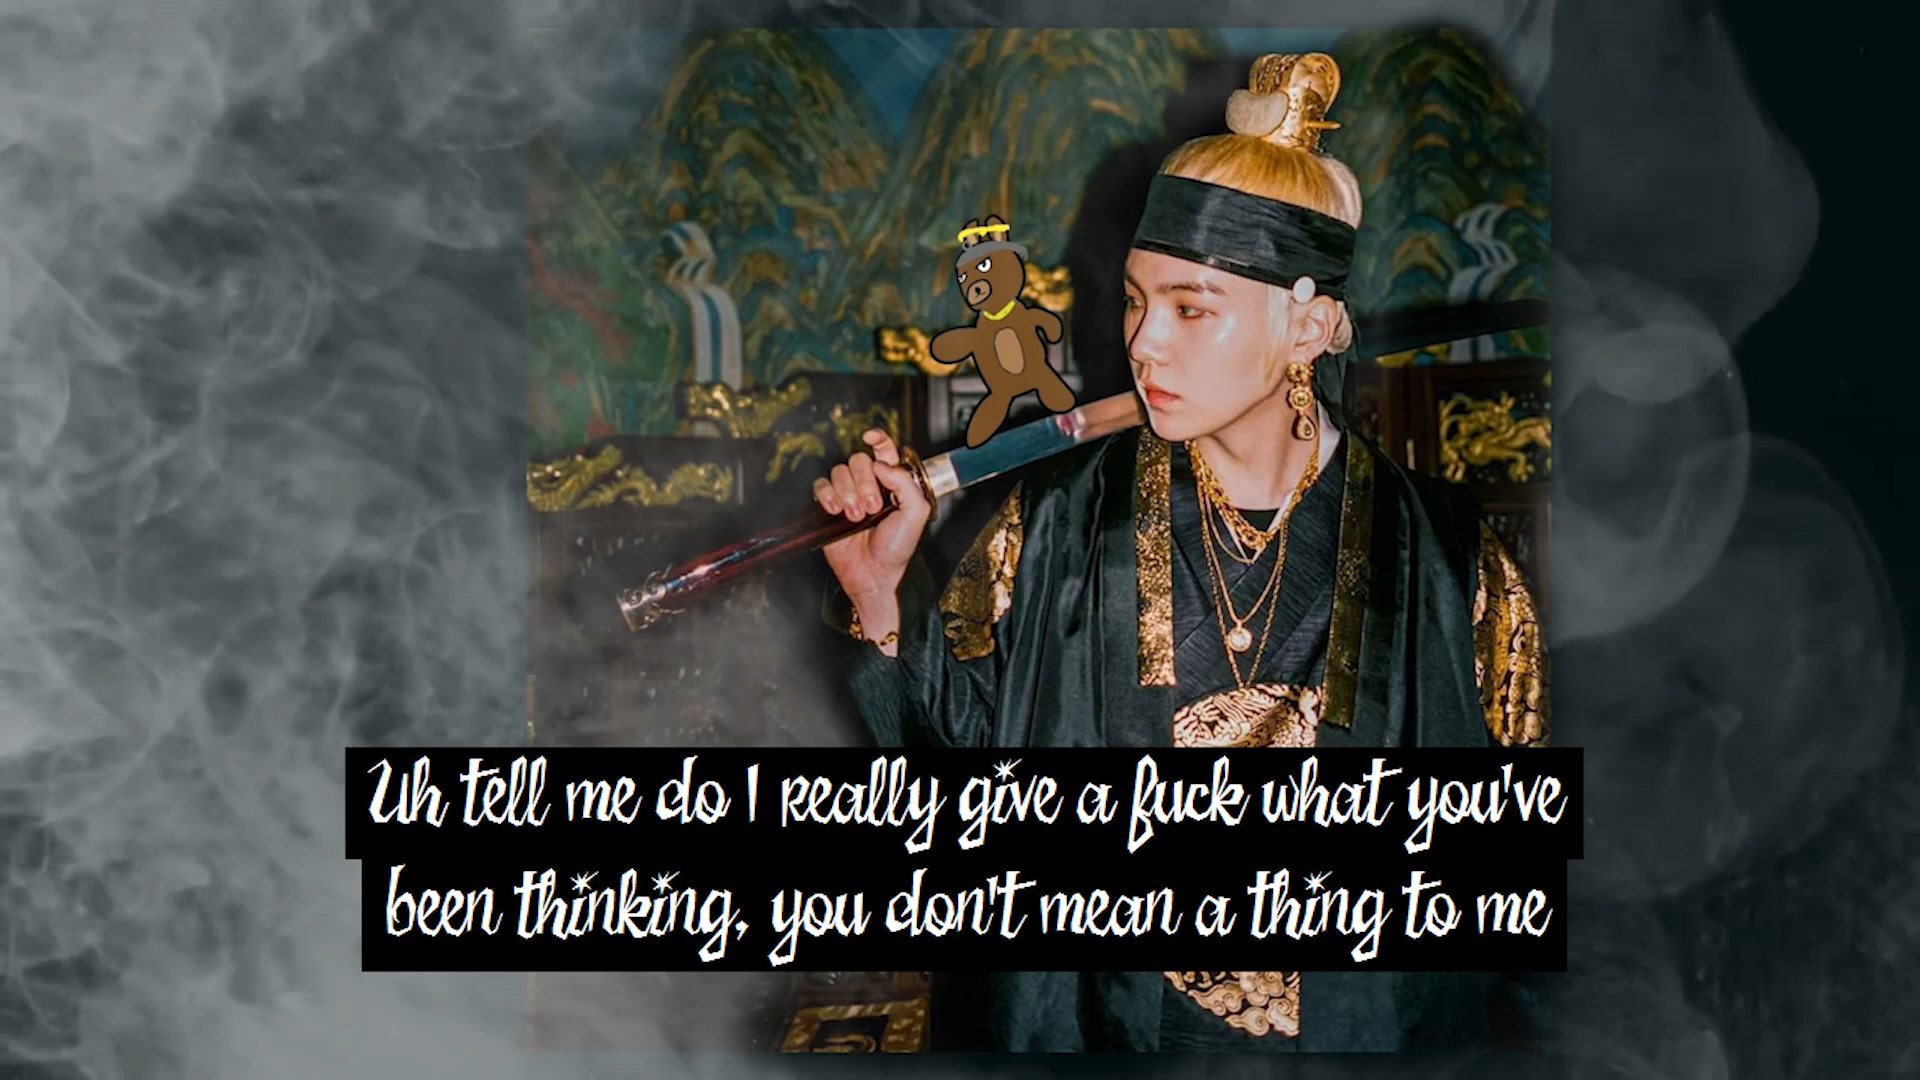 Uh tell me do I really give a fuck what you've
been thinking, you don't mean a thing to me